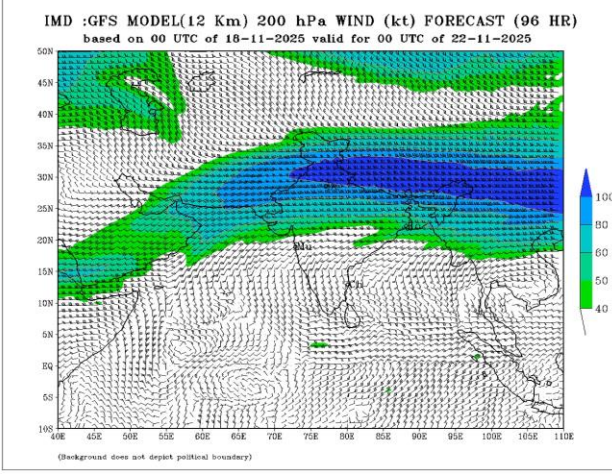 IMD :GFS MODEL(12 Km) 200 hPa WIND (kt) FORECAST (96 HR)
based on 00 UTC of 18-11-2025 valid for 00 UTC of 22-11-2025
50N
45N
40N
35N
30N
25N
20N
15N
10N
5N
EQ
5S
10S
Mu
Ch
100
80
60
40
40E 45E 50E 55E 60E 65E 70E 75E 80E 85E 90E 95E 100E 105E 110E
(Background does not depict political boundary)